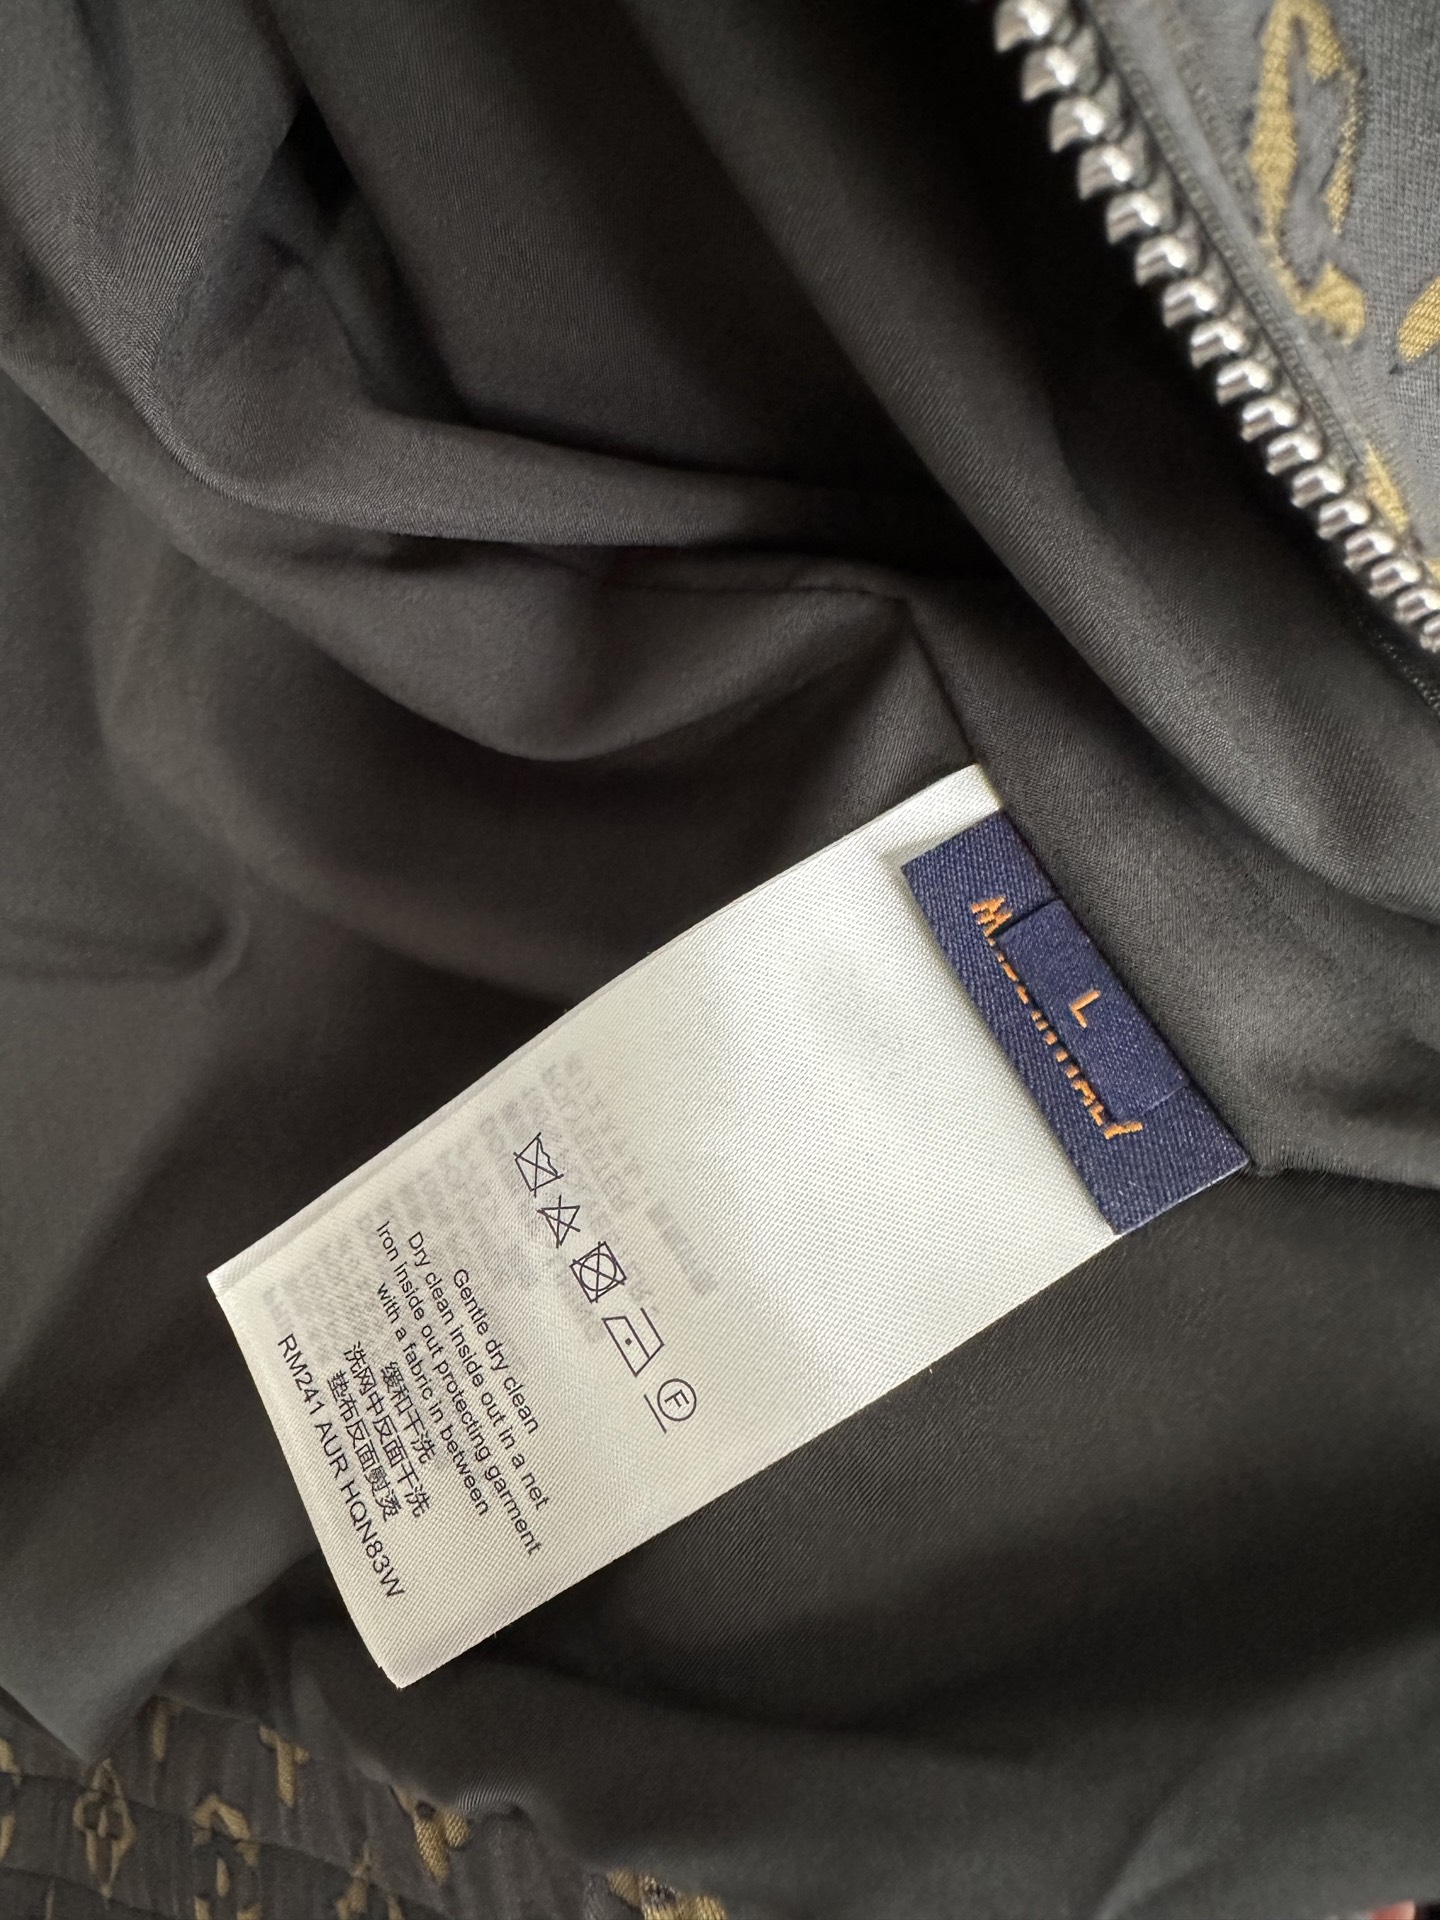 L
F
Gentle dry clean
Dry clean inside out in a net
Iron inside out protecting garment
with a fabric in between
缓和干洗
洗网中反面干洗
垫布反面熨烫
RM241 AUR HQN83W